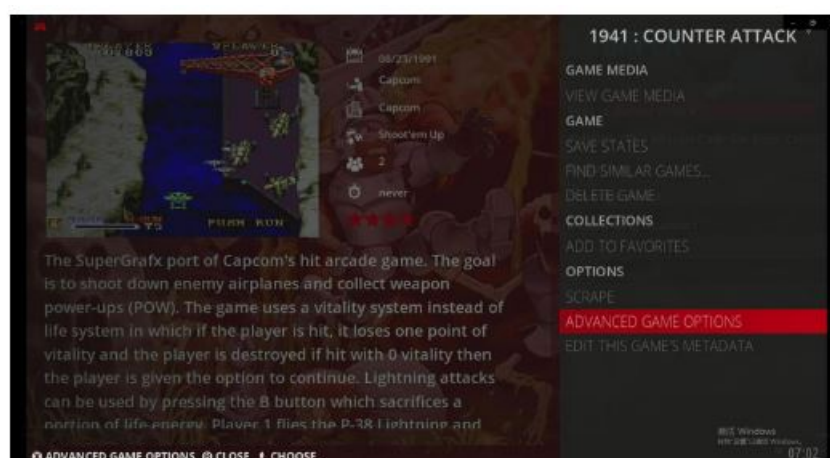 1941 : COUNTER ATTACK
GAME MEDIA
VIEW GAME MEDIA
GAME
SAVE STATES
FIND SIMILAR GAMES...
DELETE GAME
COLLECTIONS
ADD TO FAVORITES
OPTIONS
SCRAPE
ADVANCED GAME OPTIONS
EDIT THIS GAME'S METADATA
08/23/1991
Capcom
Capcom
Shoot'em Up
2
never
PUSH RUN
The SuperGrafx port of Capcom's hit arcade game. The goal
is to shoot down enemy airplanes and collect weapon
power-ups (POW). The game uses a vitality system instead of
life system in which if the player is hit, it loses one point of
vitality and the player is destroyed if hit with 0 vitality then
the player is given the option to continue. Lightning attacks
can be used by pressing the B button which sacrifices a
portion of life energy. Player 1 flies the P-38 Lightning and
激活 Windows
ADVANCED GAME OPTIONS
CLOSE
CHOOSE
07:02